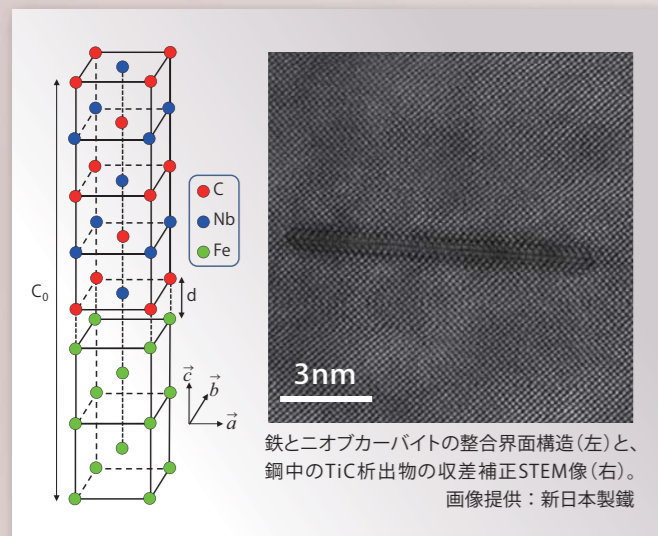 C₀
C
Nb
Fe
d
c
b
a
3nm
鉄とニオブカーバイトの整合界面構造(左)と、
鋼中のTiC析出物の収差補正STEM像(右)。
画像提供:新日本製鐵